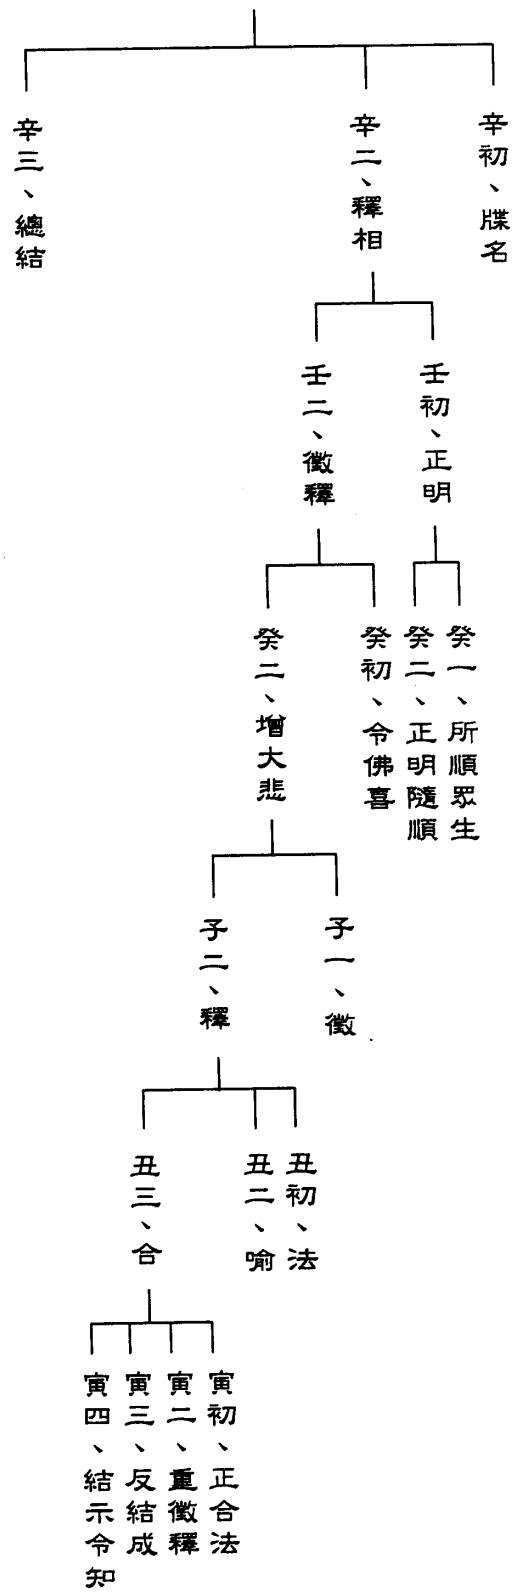 辛初、牒名
辛二、釋相
辛三、總結
壬初、正明
壬二、徵釋
癸一、所順眾生
癸二、正明隨順
癸初、令佛喜
癸二、增大悲
子一、徵
子二、釋
丑初、法
丑二、喻
丑三、合
寅初、正合法
寅二、重徵釋
寅三、反結成
寅四、結示令知